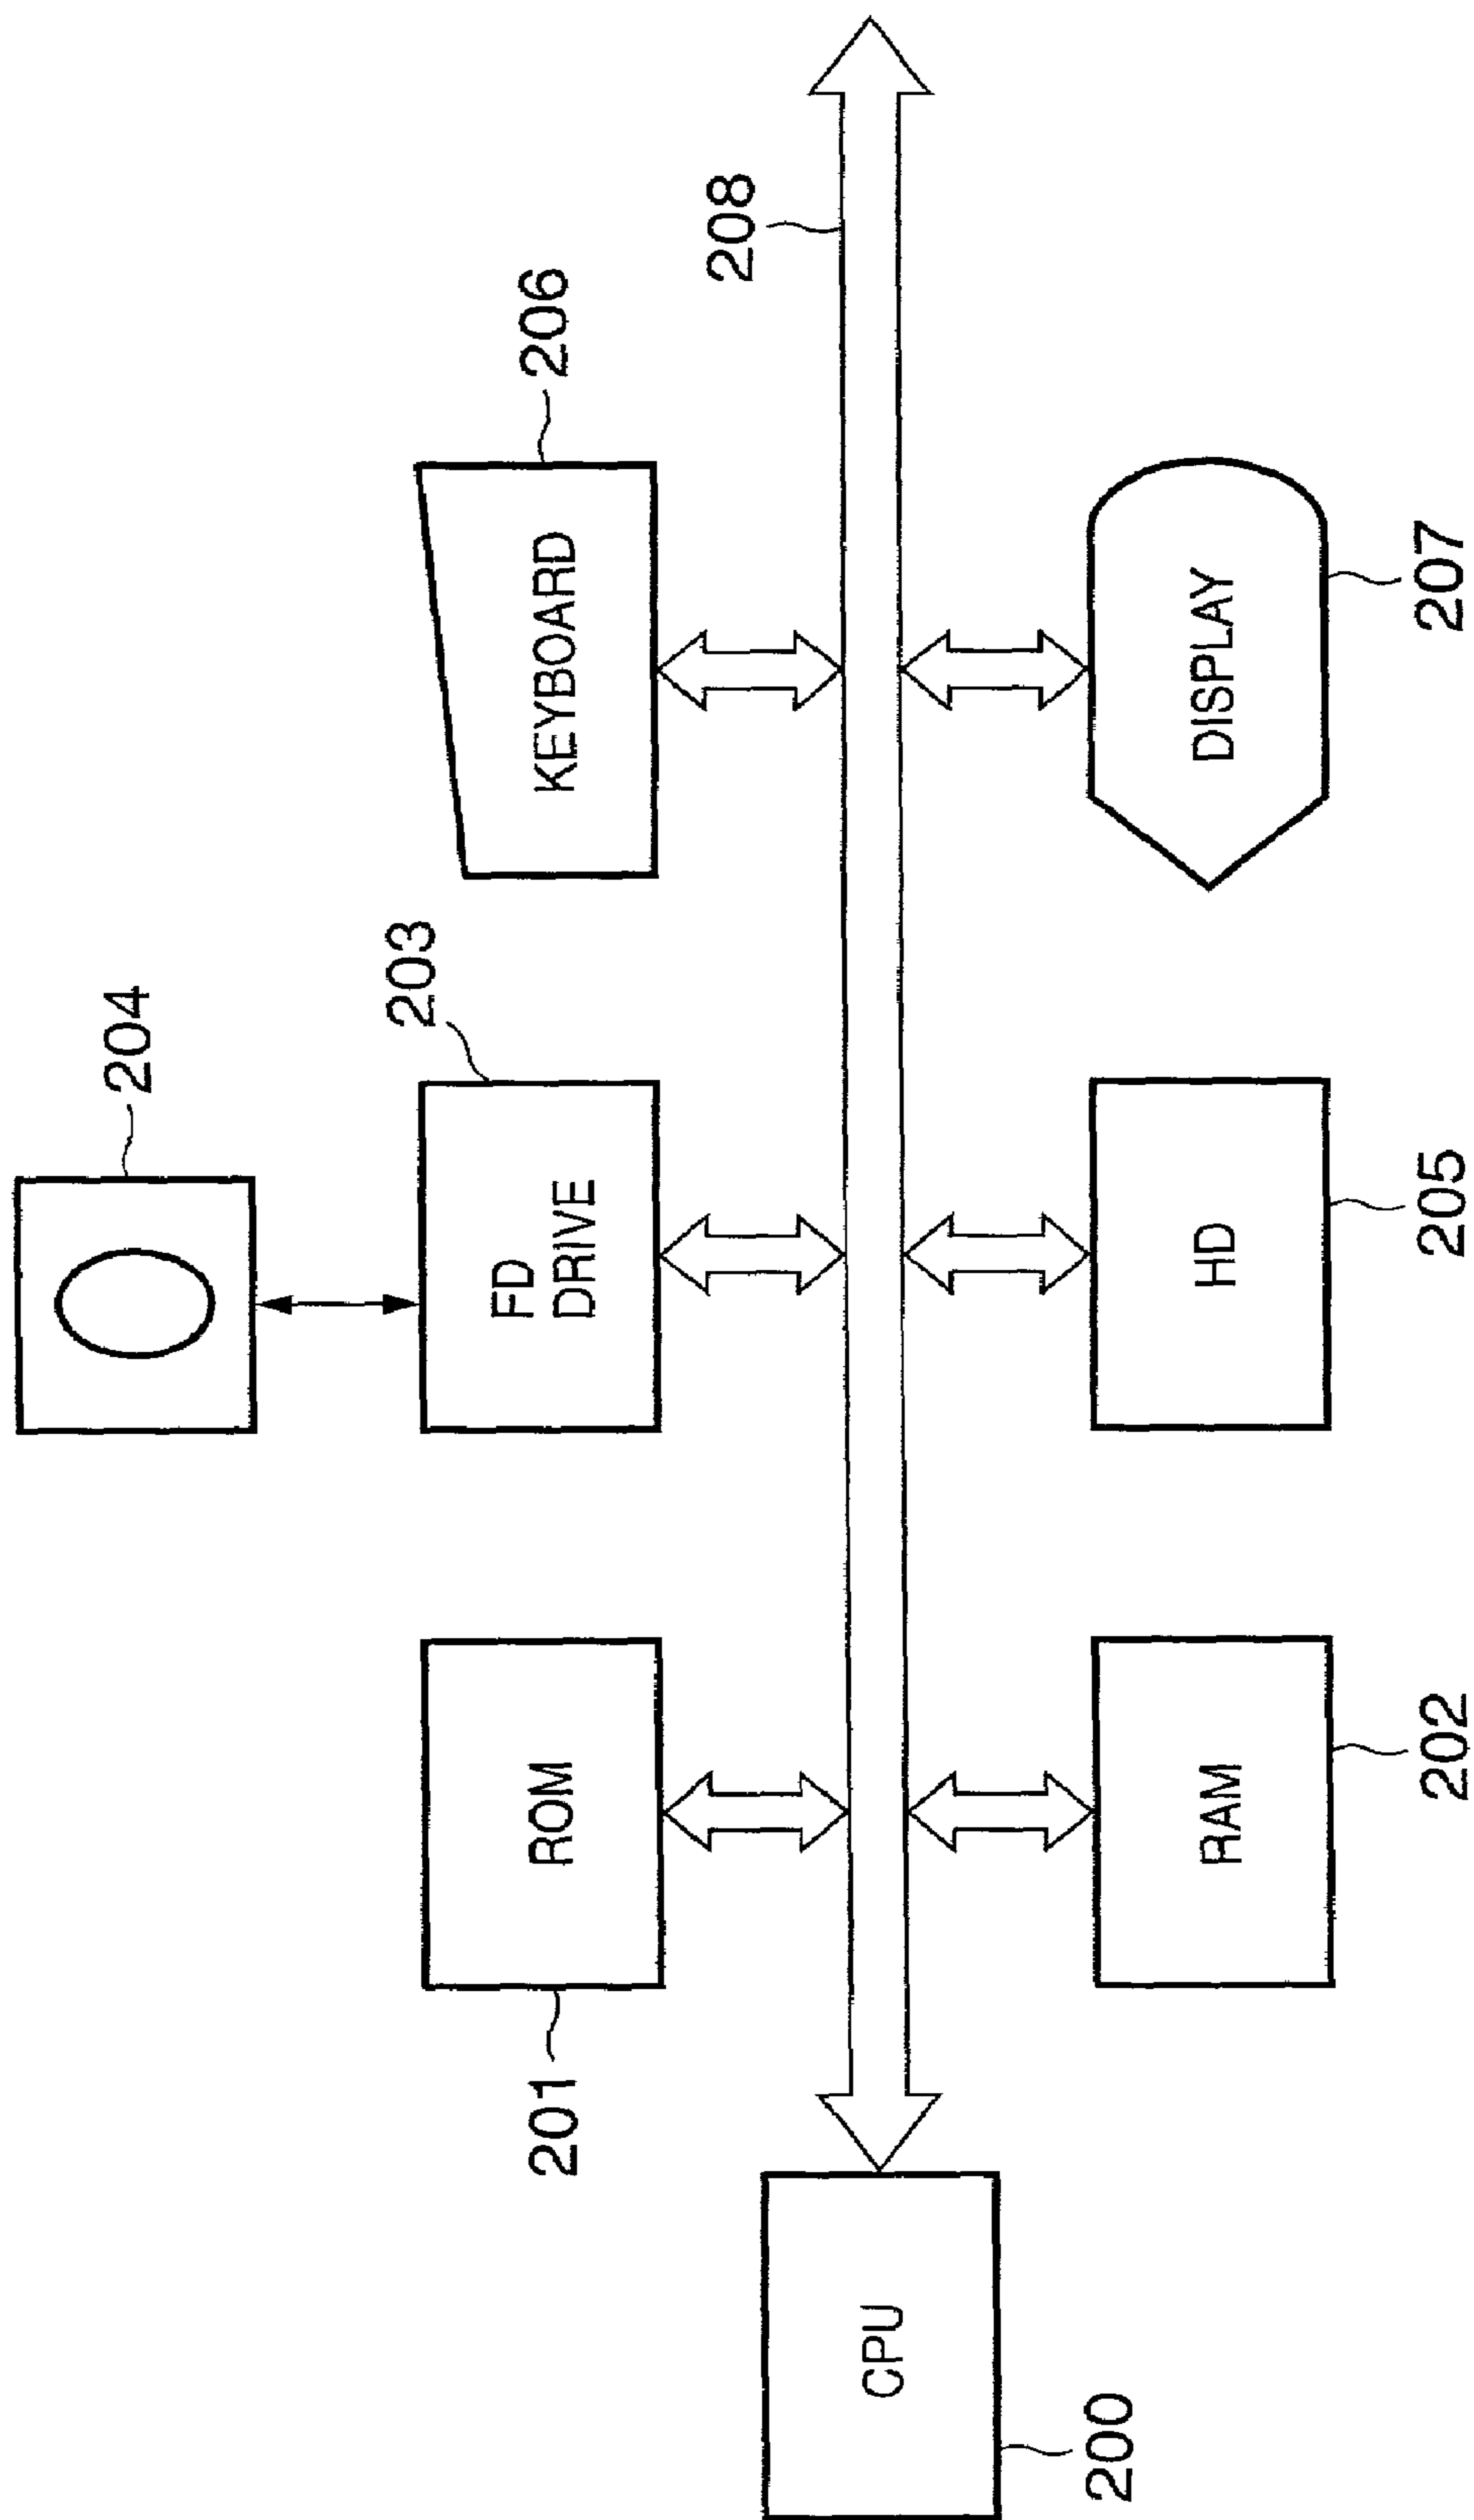 204
203
206
208
FD
DRIVE
KEYBOARD
201
ROM
200
CPU
RAM
202
HD
205
DISPLAY
207